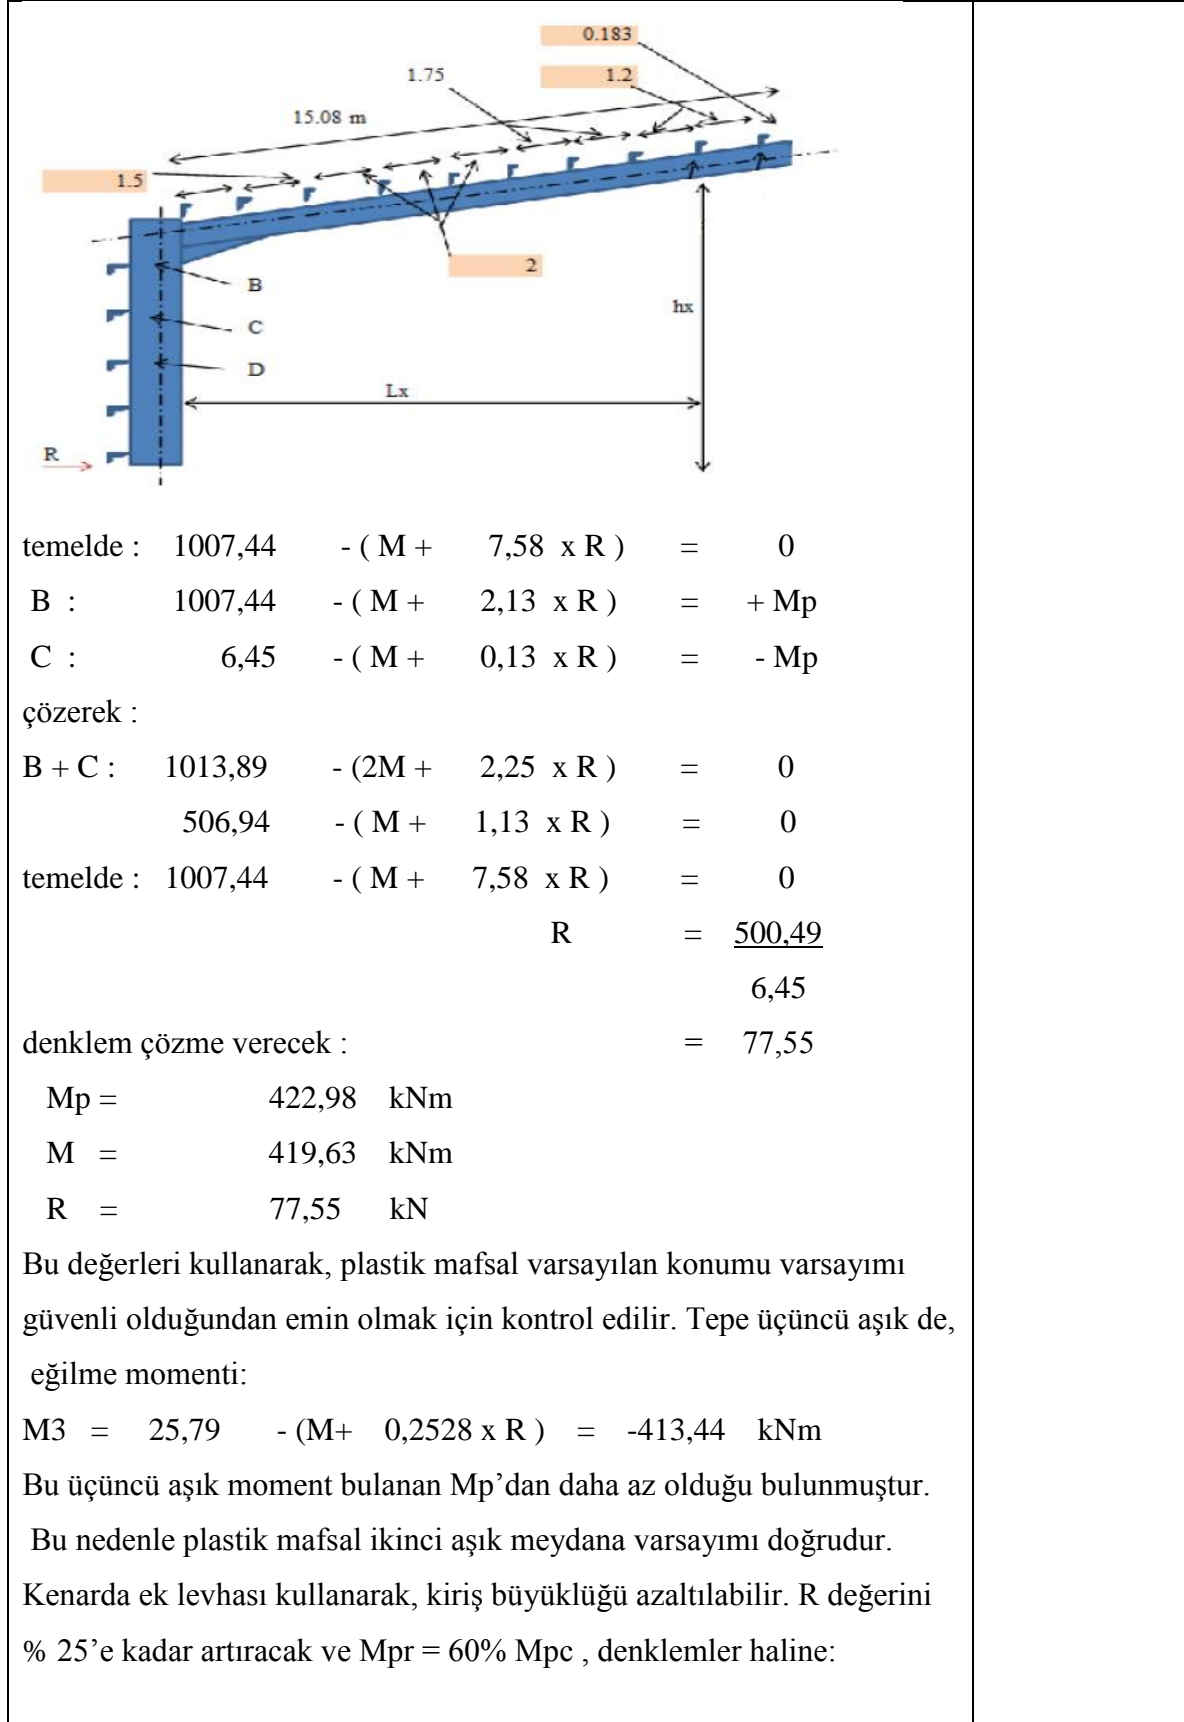 0.183
1.75
1.2
15.08 m
1.5
2
B
hx
C
D
Lx
R
temelde : 1007,44 - ( M + 7,58 x R ) = 0
B : 1007,44 - ( M + 2,13 x R ) = + Mp
C : 6,45 - ( M + 0,13 x R ) = - Mp
çözerek :
B + C : 1013,89 - (2M + 2,25 x R ) = 0
506,94 - ( M + 1,13 x R ) = 0
temelde : 1007,44 - ( M + 7,58 x R ) = 0
R = 500,49
6,45
denklem çözme verecek : = 77,55
Mp = 422,98 kNm
M = 419,63 kNm
R = 77,55 kN
Bu değerleri kullanarak, plastik mafsal varsayılan konumu varsayımı
güvenli olduğundan emin olmak için kontrol edilir. Tepe üçüncü aşık de,
eğilme momenti:
M3 = 25,79 - (M+ 0,2528 x R ) = -413,44 kNm
Bu üçüncü aşık moment bulanan Mp’dan daha az olduğu bulunmuştur.
Bu nedenle plastik mafsal ikinci aşık meydana varsayımı doğrudur.
Kenarda ek levhası kullanarak, kiriş büyüklüğü azaltılabilir. R değerini
% 25’e kadar artıracak ve Mpr = 60% Mpc , denklemler haline: